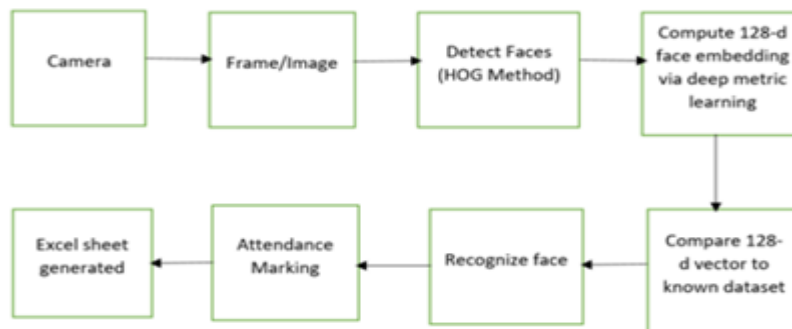 Camera
Frame/Image
Detect Faces
(HOG Method)
Compute 128-d
face embedding
via deep metric
learning
Compare 128-
d vector to
known dataset
Recognize face
Attendance
Marking
Excel sheet
generated